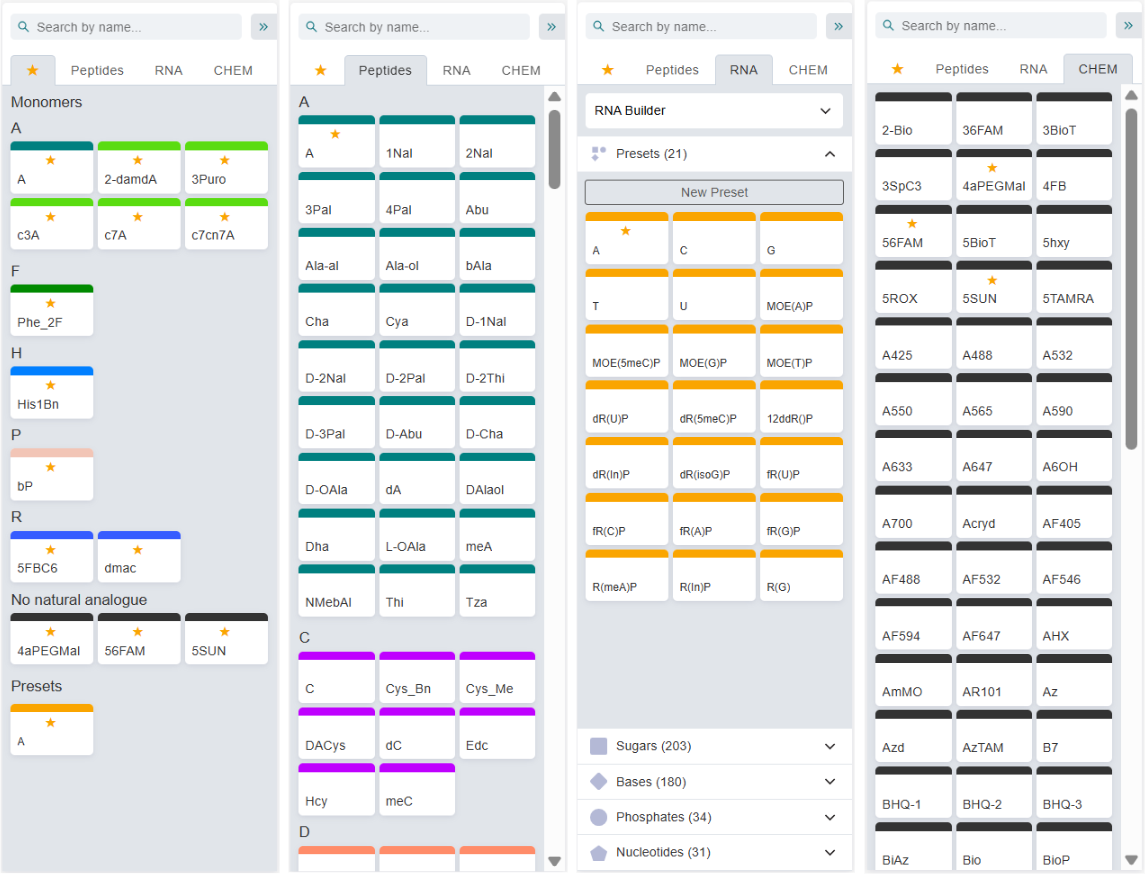 Search by name...
»
★ Peptides RNA CHEM
Monomers
A
A 2-damdA 3Puro
c3A c7A c7cn7A
F
Phe_2F
H
His1Bn
P
bP
R
5FBC6 dmac
No natural analogue
4aPEGMal 56FAM 5SUN
Presets
A
Search by name...
»
★ Peptides RNA CHEM
A
A 1Nal 2Nal
3Pal 4Pal Abu
Ala-al Ala-ol bAla
Cha Cya D-1Nal
D-2Nal D-2Pal D-2Thi
D-3Pal D-Abu D-Cha
D-OAla dA DAlaol
Dha L-OAla meA
NMebAl Thi Tza
C
C Cys_Bn Cys_Me
DACys dC Edc
Hcy meC
D
Search by name...
»
★ Peptides RNA CHEM
RNA Builder
Presets (21)
New Preset
A C G
T U MOE(A)P
MOE(5meC)P MOE(G)P MOE(T)P
dR(U)P dR(5meC)P 12ddR()P
dR(In)P dR(isoG)P fR(U)P
fR(C)P fR(A)P fR(G)P
R(meA)P R(In)P R(G)
Sugars (203)
Bases (180)
Phosphates (34)
Nucleotides (31)
Search by name...
»
★ Peptides RNA CHEM
2-Bio 36FAM 3BioT
3SpC3 4aPEGMal 4FB
56FAM 5BioT 5hxy
5ROX 5SUN 5TAMRA
A425 A488 A532
A550 A565 A590
A633 A647 A6OH
A700 Acryd AF405
AF488 AF532 AF546
AF594 AF647 AHX
AmMO AR101 Az
Azd AzTAM B7
BHQ-1 BHQ-2 BHQ-3
BiAz Bio BioP